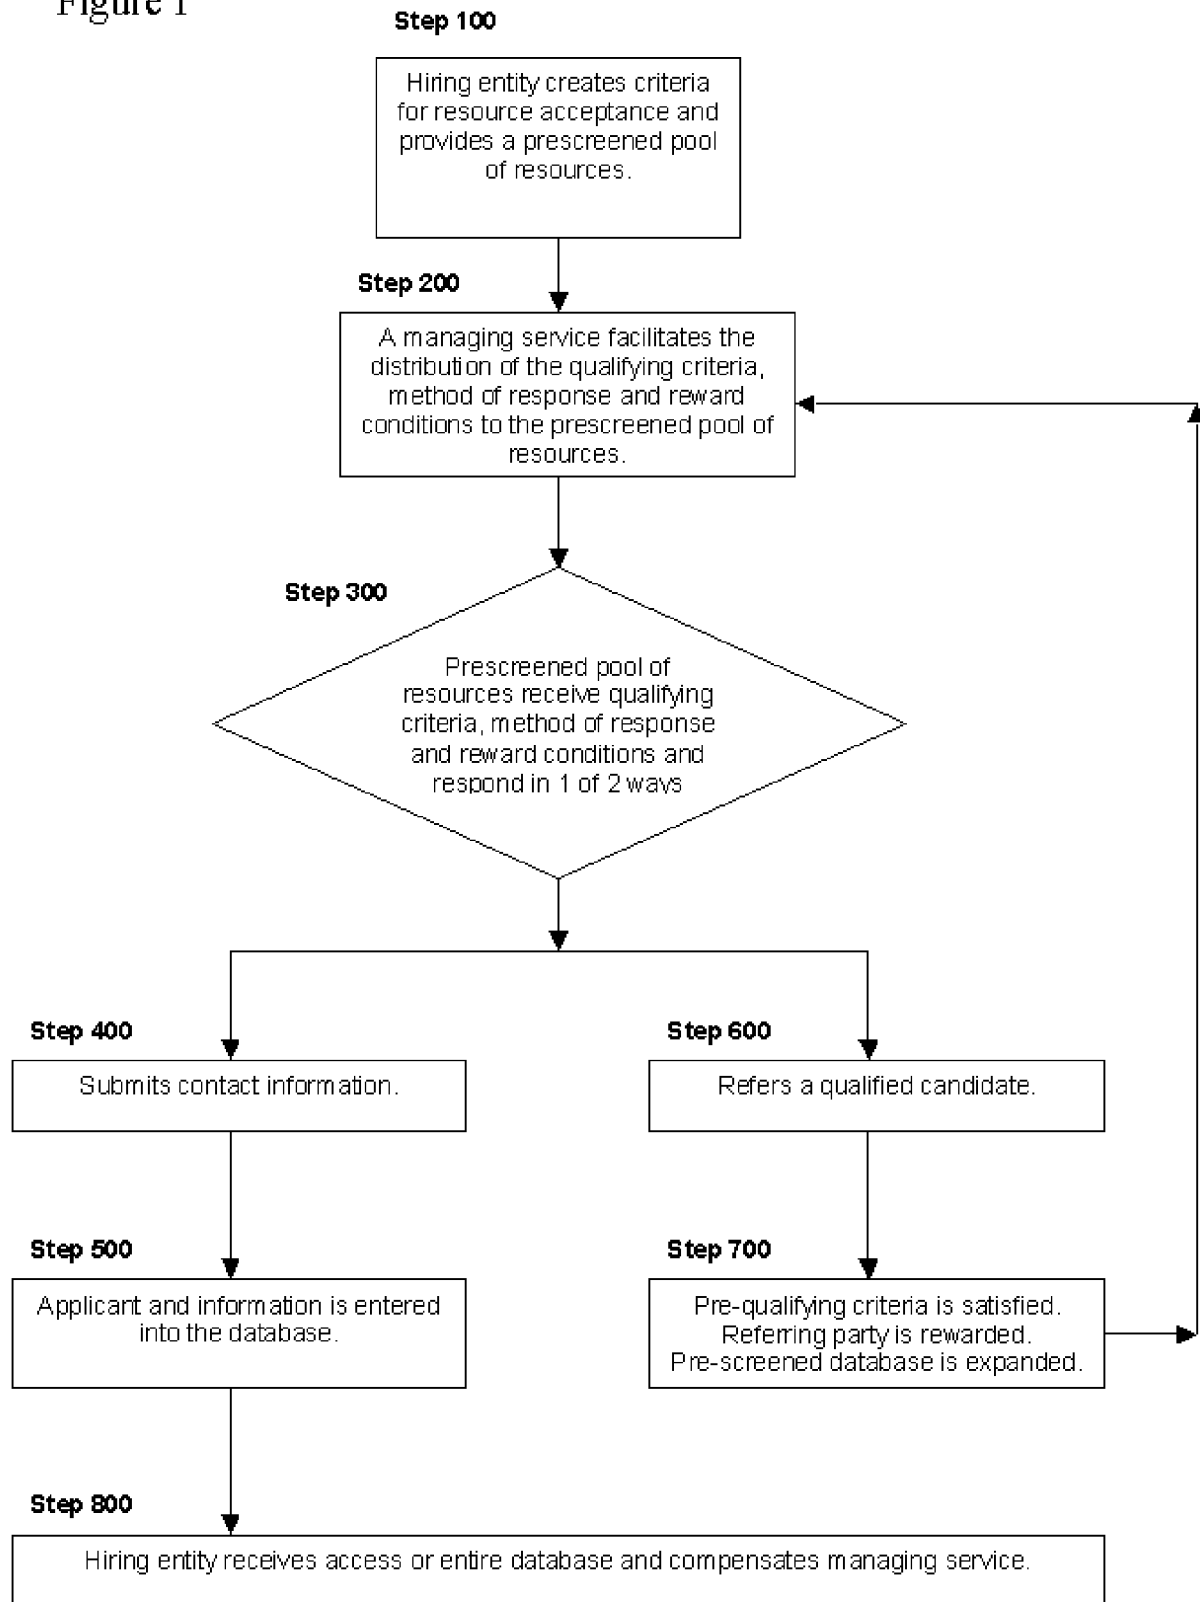 Figure 1
Step 100
Hiring entity creates criteria
for resource acceptance and
provides a prescreened pool
of resources.
Step 200
A managing service facilitates the
distribution of the qualifying criteria,
method of response and reward
conditions to the prescreened pool of
resources.
Step 300
Prescreened pool of
resources receive qualifying
criteria, method of response
and reward conditions and
respond in 1 of 2 ways
Step 400
Submits contact information.
Step 600
Refers a qualified candidate.
Step 500
Applicant and information is entered
into the database.
Step 700
Pre-qualifying criteria is satisfied.
Referring party is rewarded.
Pre-screened database is expanded.
Step 800
Hiring entity receives access or entire database and compensates managing service.